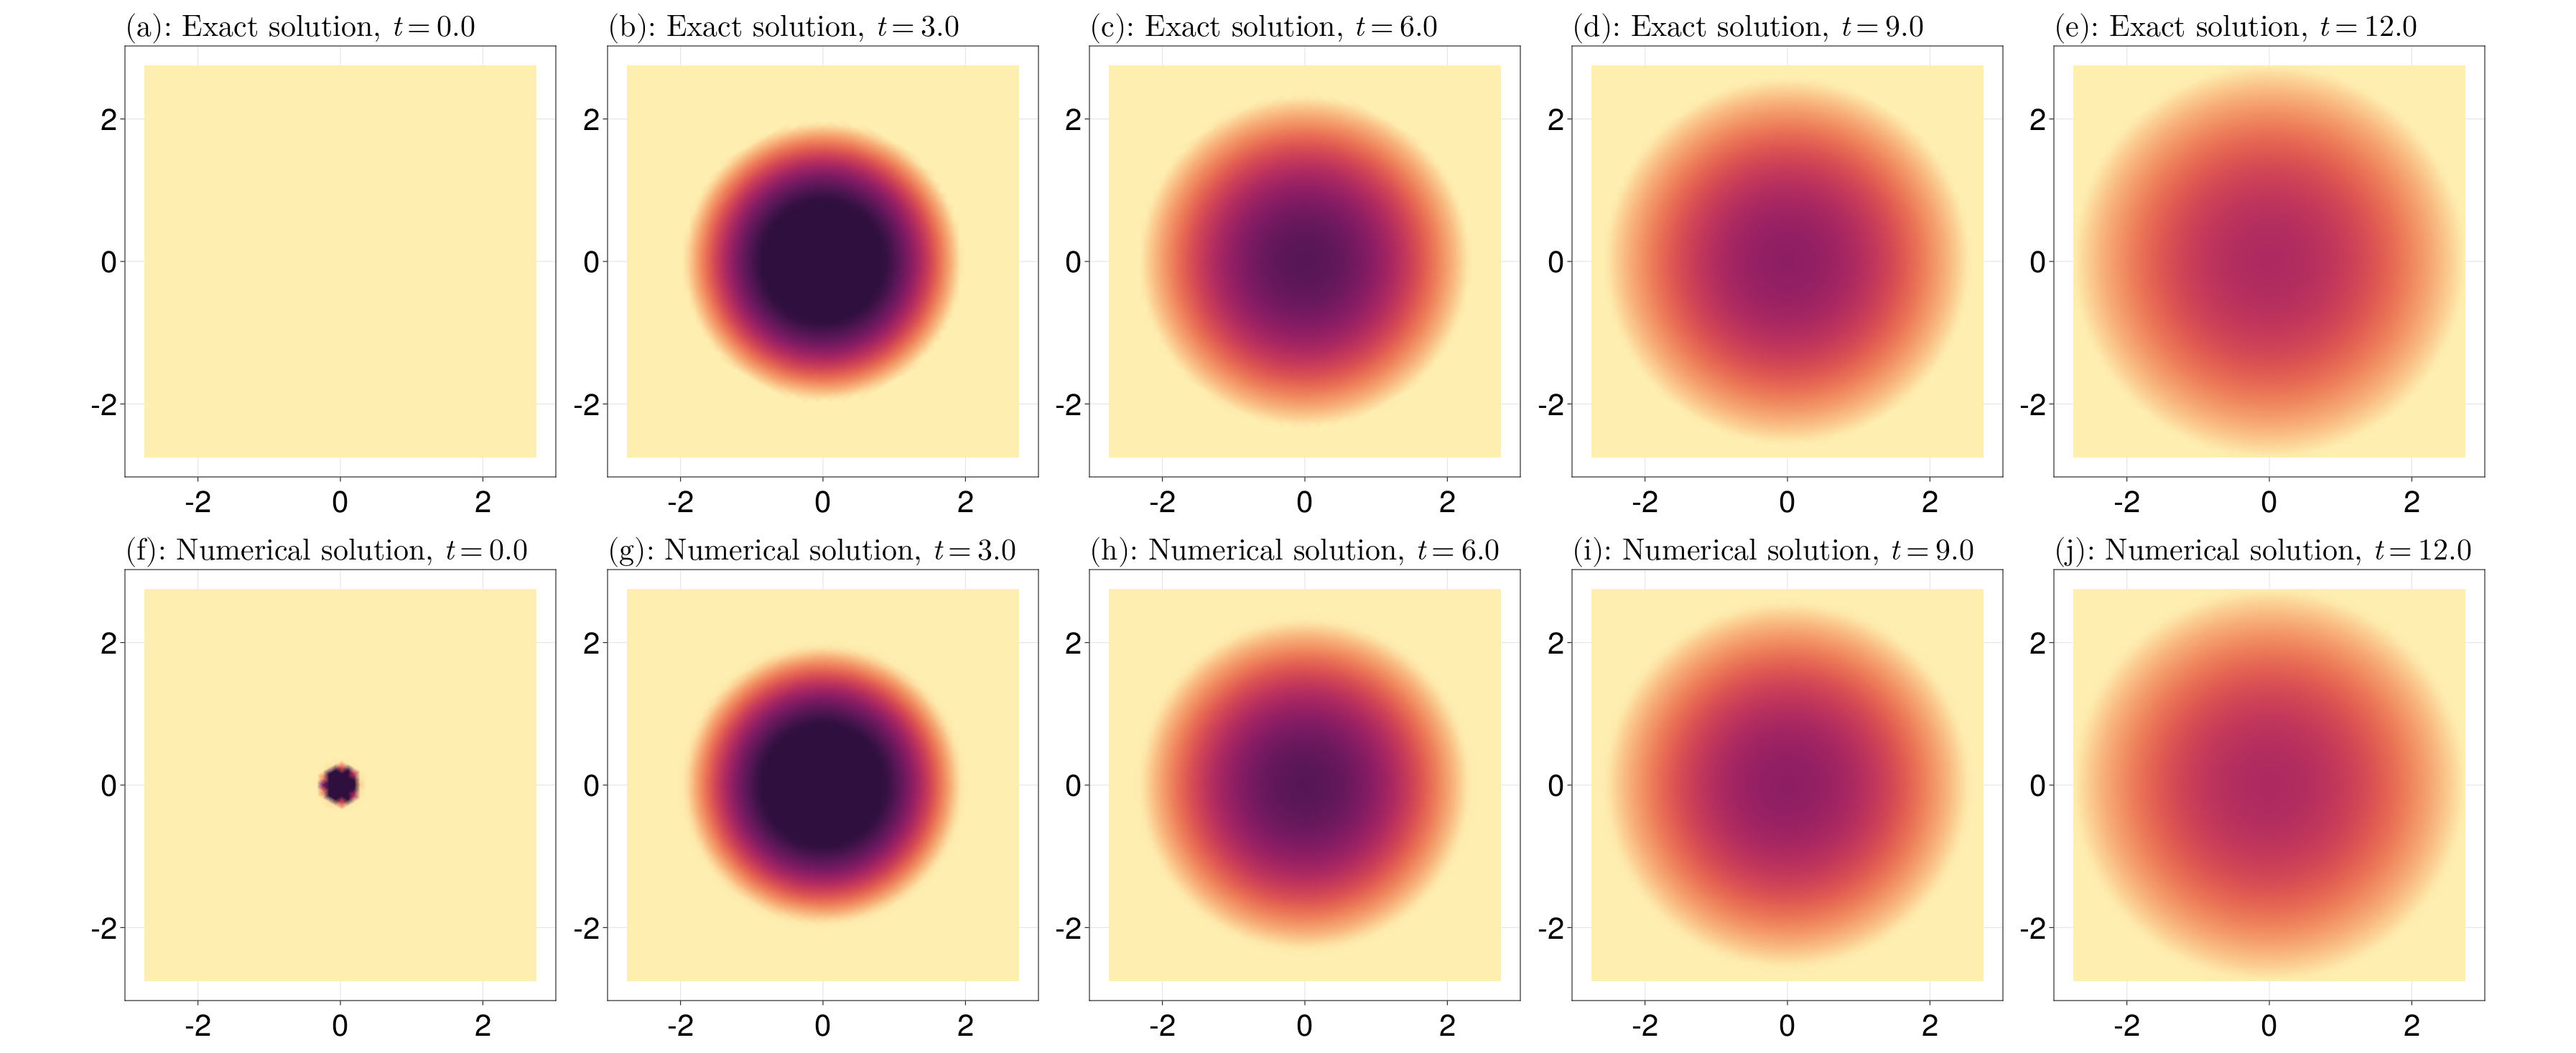 (a): Exact solution, t = 0.0
(b): Exact solution, t = 3.0
(c): Exact solution, t = 6.0
(d): Exact solution, t = 9.0
(e): Exact solution, t = 12.0
2
0
-2
-2 0 2
2
0
-2
-2 0 2
2
0
-2
-2 0 2
2
0
-2
-2 0 2
2
0
-2
-2 0 2
(f): Numerical solution, t = 0.0
(g): Numerical solution, t = 3.0
(h): Numerical solution, t = 6.0
(i): Numerical solution, t = 9.0
(j): Numerical solution, t = 12.0
2
0
-2
-2 0 2
2
0
-2
-2 0 2
2
0
-2
-2 0 2
2
0
-2
-2 0 2
2
0
-2
-2 0 2